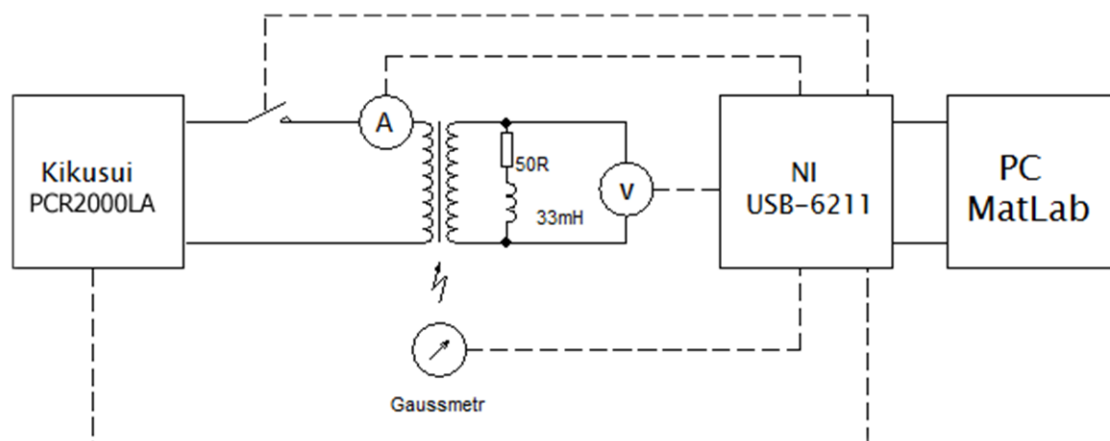 Kikusui
PCR2000LA
A
50R
33mH
V
NI
USB-6211
PC
MatLab
Gaussmetr